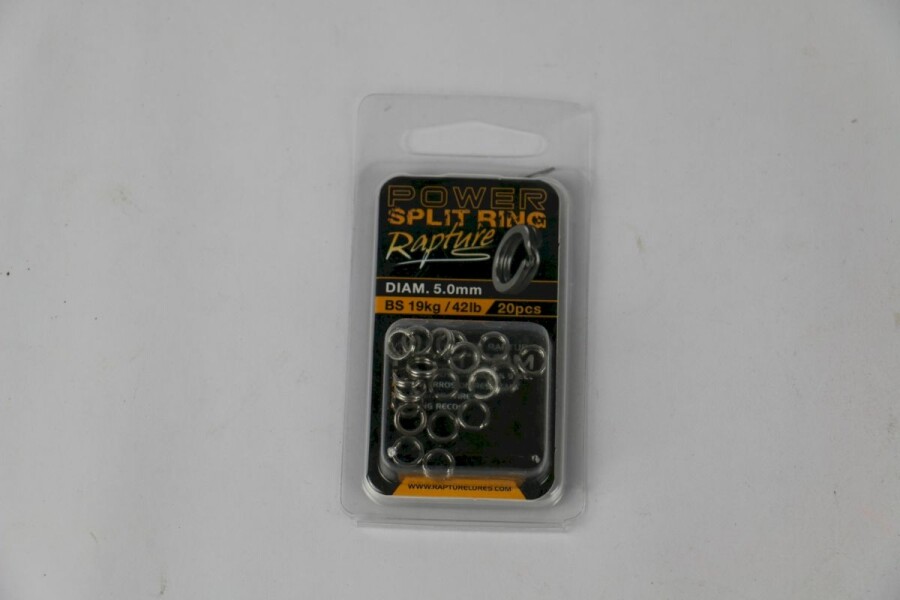 POWER
SPLIT RING
Rapture
DIAM. 5.0mm
BS 19kg / 42lb 20pcs
WWW.RAPTURELURES.COM